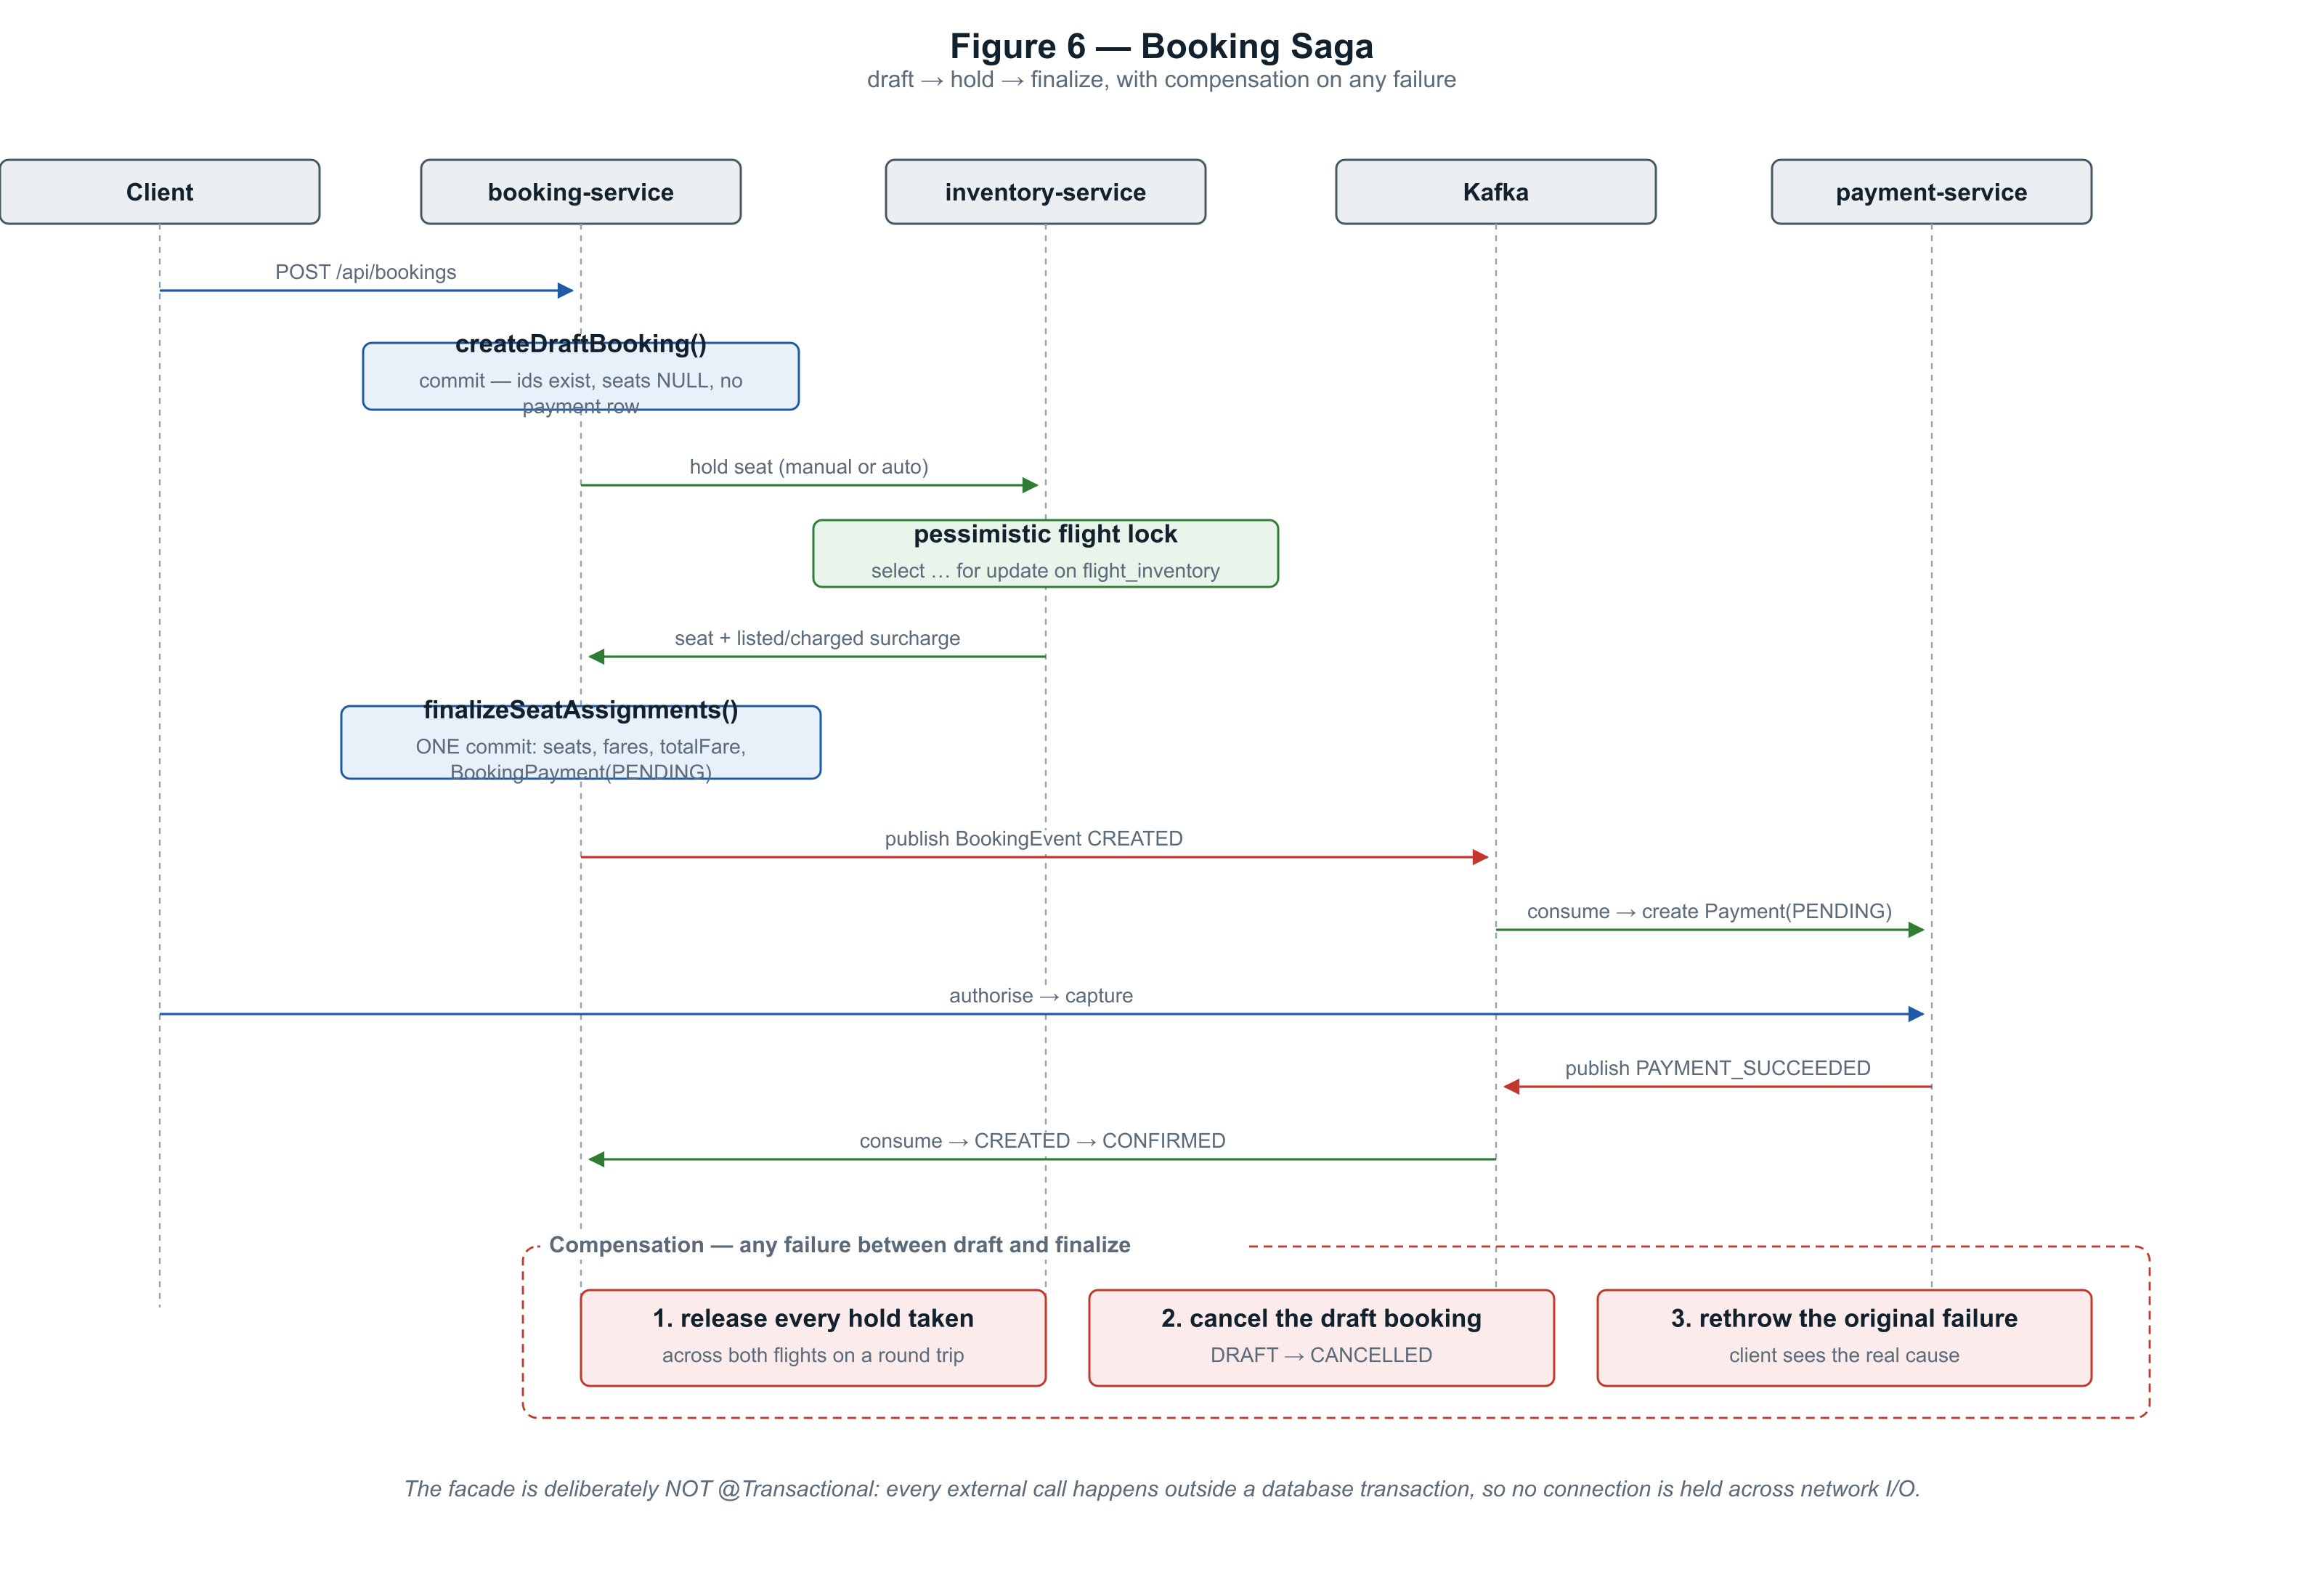 Figure 6 — Booking Saga
draft → hold → finalize, with compensation on any failure
Client
booking-service
inventory-service
Kafka
payment-service
POST /api/bookings
createDraftBooking()
commit — ids exist, seats NULL, no
payment row
hold seat (manual or auto)
pessimistic flight lock
select … for update on flight_inventory
seat + listed/charged surcharge
finalizeSeatAssignments()
ONE commit: seats, fares, totalFare,
BookingPayment(PENDING)
publish BookingEvent CREATED
consume → create Payment(PENDING)
authorise → capture
publish PAYMENT_SUCCEEDED
consume → CREATED → CONFIRMED
Compensation — any failure between draft and finalize
1. release every hold taken
across both flights on a round trip
2. cancel the draft booking
DRAFT → CANCELLED
3. rethrow the original failure
client sees the real cause
The facade is deliberately NOT @Transactional: every external call happens outside a database transaction, so no connection is held across network I/O.